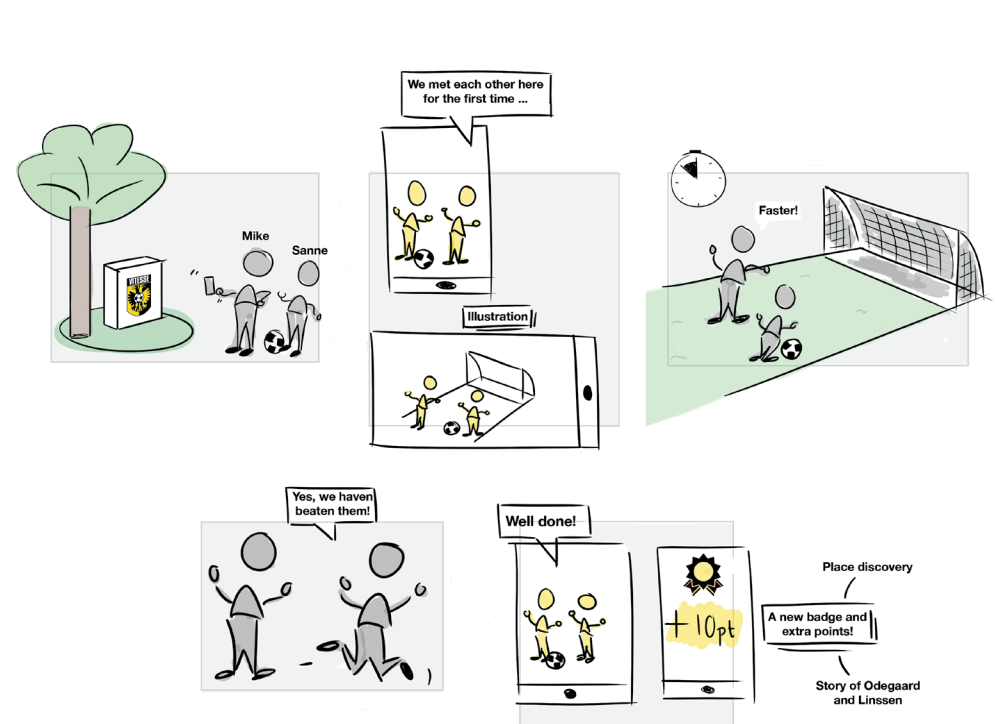 We met each other here
for the first time ...
Mike
Sanne
VITESSE
Illustration
Faster!
Yes, we haven
beaten them!
Well done!
+10pt
Place discovery
A new badge and
extra points!
Story of Odegaard
and Linssen